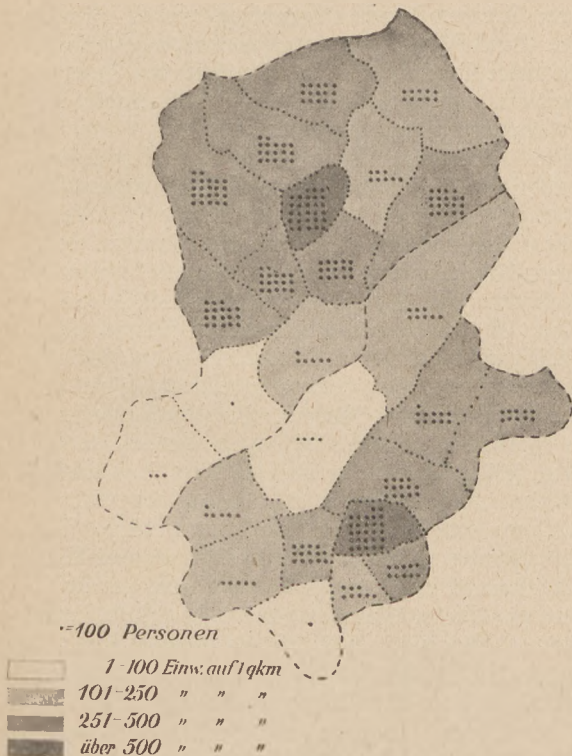 •=100 Personen
1-100 Einw. auf 1 qkm
101-250 " " "
251-500 " " "
über 500 " " "